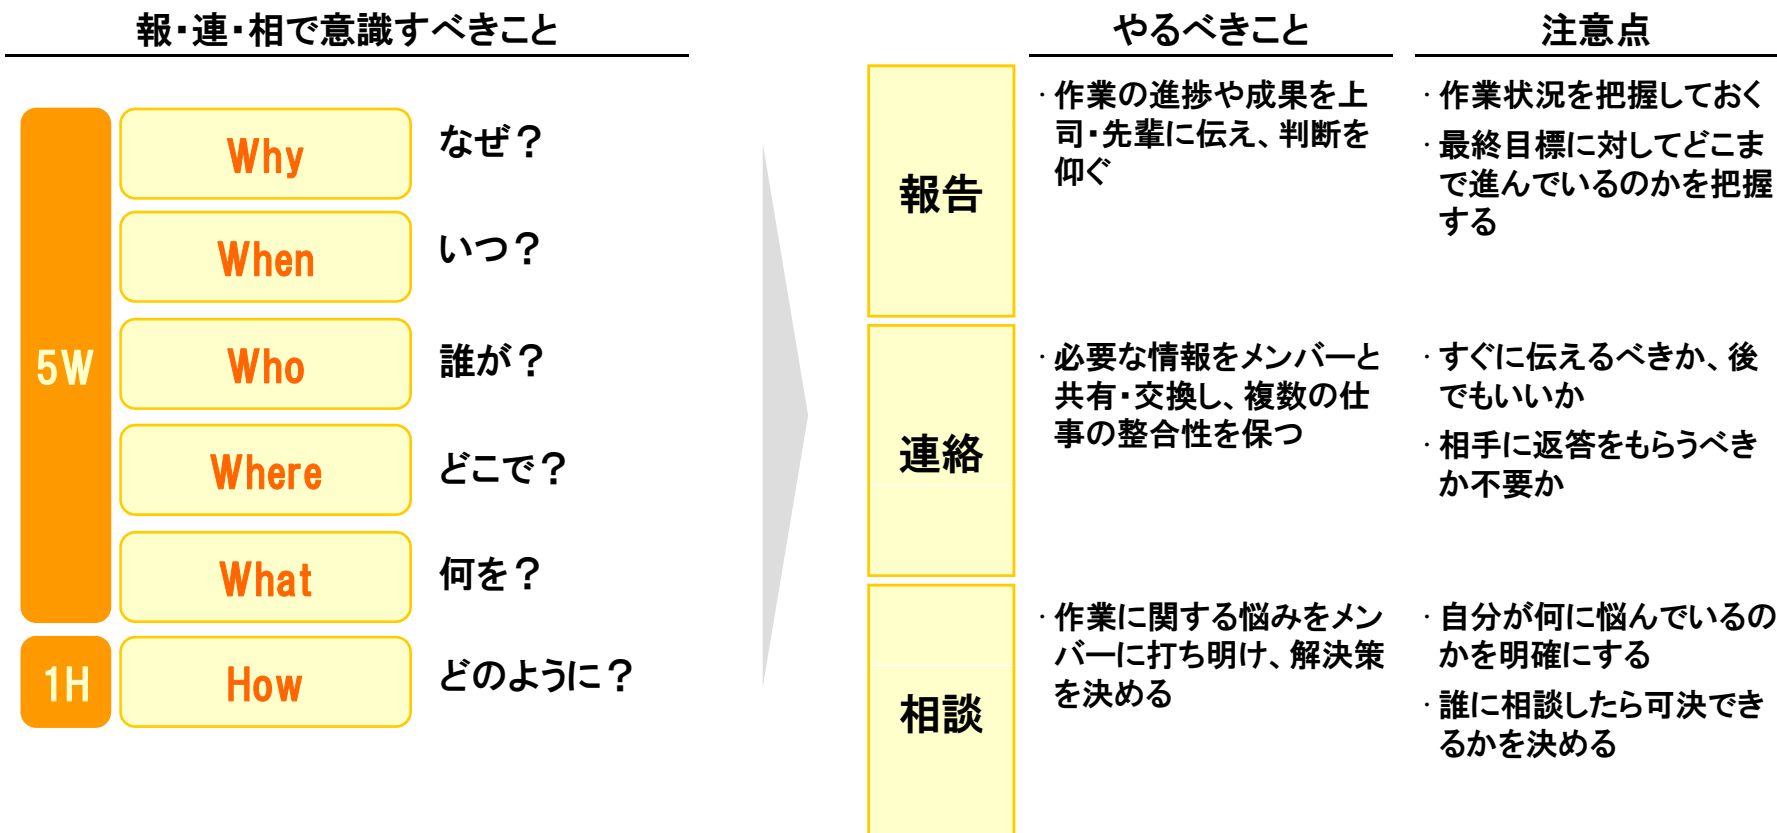 報・連・相で意識すべきこと
5W
Why
なぜ？
When
いつ？
Who
誰が？
Where
どこで？
What
何を？
1H
How
どのように？
やるべきこと
注意点
報告
・作業の進捗や成果を上
司・先輩に伝え、判断を
仰ぐ
・作業状況を把握しておく
・最終目標に対してどこま
で進んでいるのかを把握
する
連絡
・必要な情報をメンバーと
共有・交換し、複数の仕
事の整合性を保つ
・すぐに伝えるべきか、後
でもいいか
・相手に返答をもらうべき
か不要か
相談
・作業に関する悩みをメン
バーに打ち明け、解決策
を決める
・自分が何に悩んでいるの
かを明確にする
・誰に相談したら可決でき
るかを決める